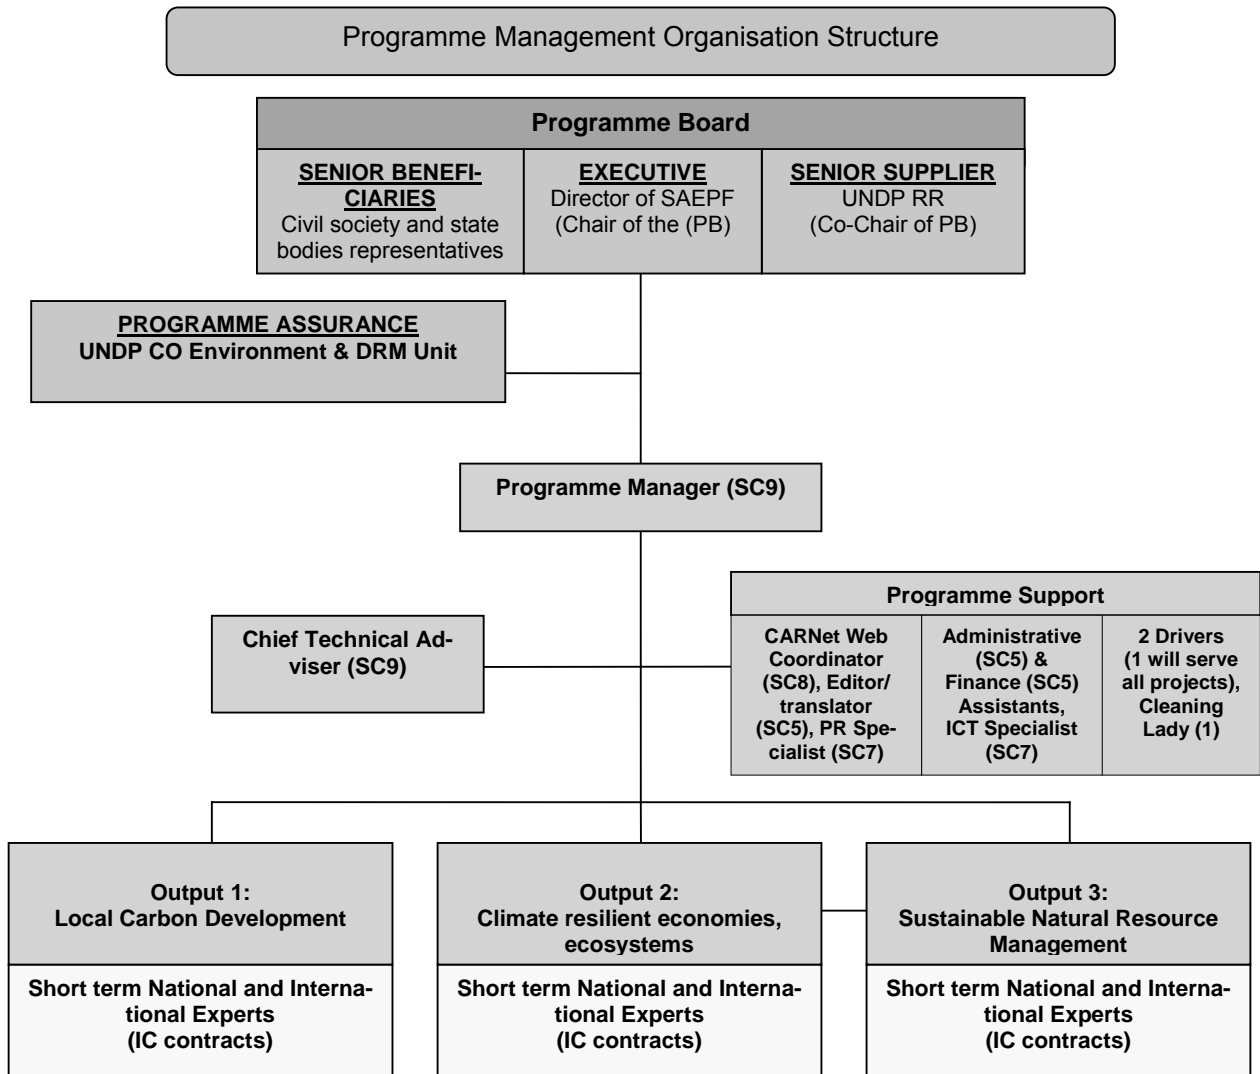 Programme Management Organisation Structure
Programme Board
SENIOR BENEFI-
CIARIES
Civil society and state
bodies representatives
EXECUTIVE
Director of SAEPF
(Chair of the (PB)
SENIOR SUPPLIER
UNDP RR
(Co-Chair of PB)
PROGRAMME ASSURANCE
UNDP CO Environment & DRM Unit
Programme Manager (SC9)
Chief Technical Ad-
viser (SC9)
Programme Support
CARNet Web
Coordinator
(SC8), Editor/
translator
(SC5), PR Spe-
cialist (SC7)
Administrative
(SC5) &
Finance (SC5)
Assistants,
ICT Specialist
(SC7)
2 Drivers
(1 will serve
all projects),
Cleaning
Lady (1)
Output 1:
Local Carbon Development
Short term National and Interna-
tional Experts
(IC contracts)
Output 2:
Climate resilient economies,
ecosystems
Short term National and Interna-
tional Experts
(IC contracts)
Output 3:
Sustainable Natural Resource
Management
Short term National and Interna-
tional Experts
(IC contracts)